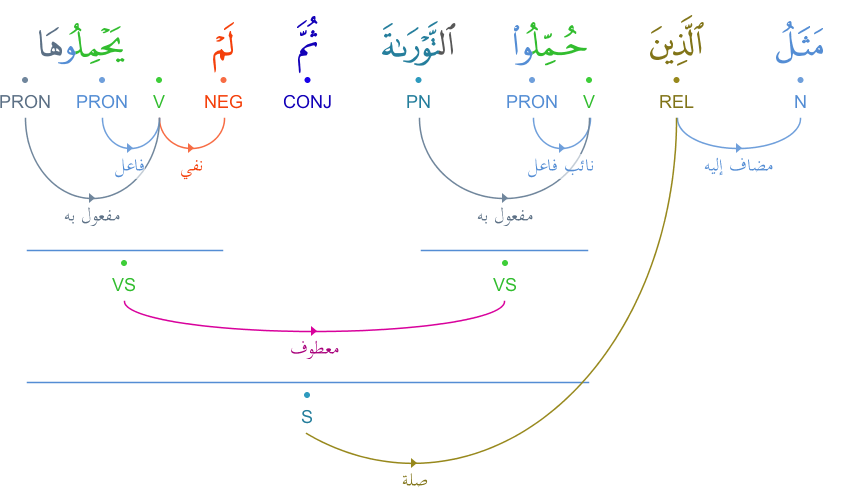 مَثَلُ ٱلَّذِينَ حُمِّلُوا۟ ٱلتَّوْرَىٰةَ ثُمَّ لَمْ يَحْمِلُوهَا
N REL V PRON PN CONJ NEG V PRON PRON
مضاف إليه نائب فاعل نفي فاعل
مفعول به مفعول به
VS VS
معطوف
S
صلة